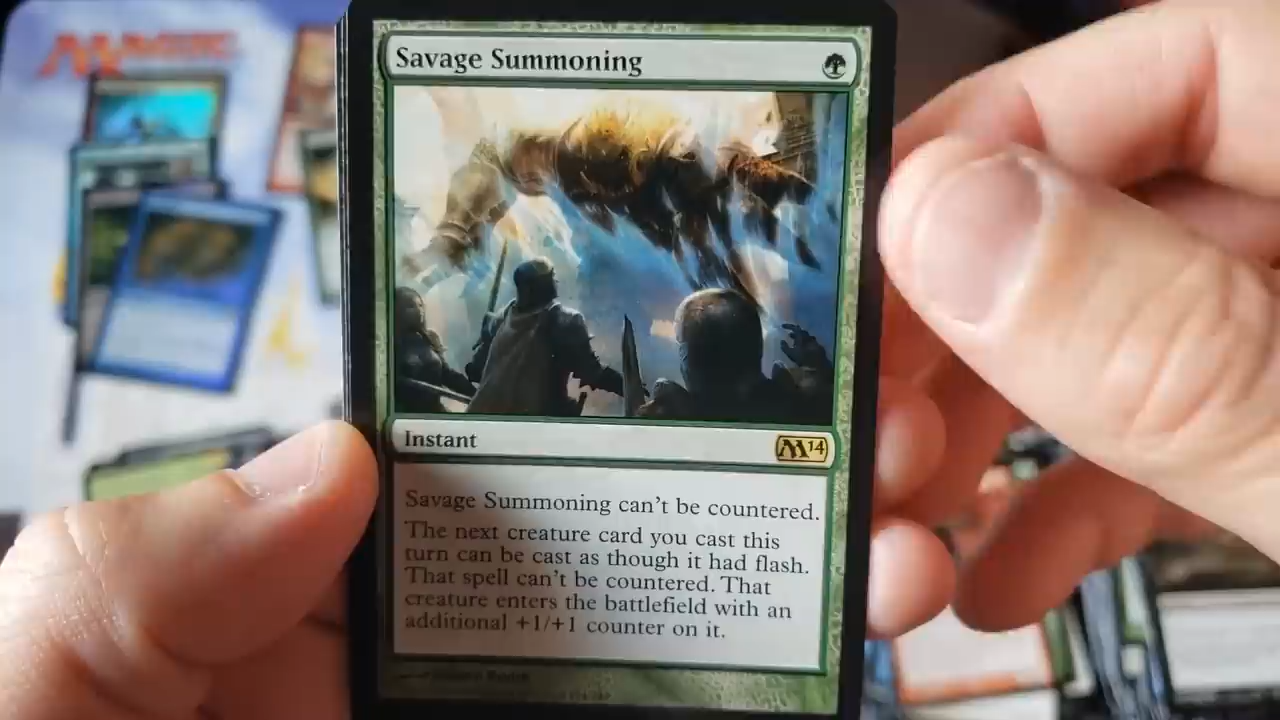 MAGIC
Savage Summoning
Instant
M14
Savage Summoning can't be countered.
The next creature card you cast this
turn can be cast as though it had flash.
That spell can't be countered. That
creature enters the battlefield with an
additional +1/+1 counter on it.